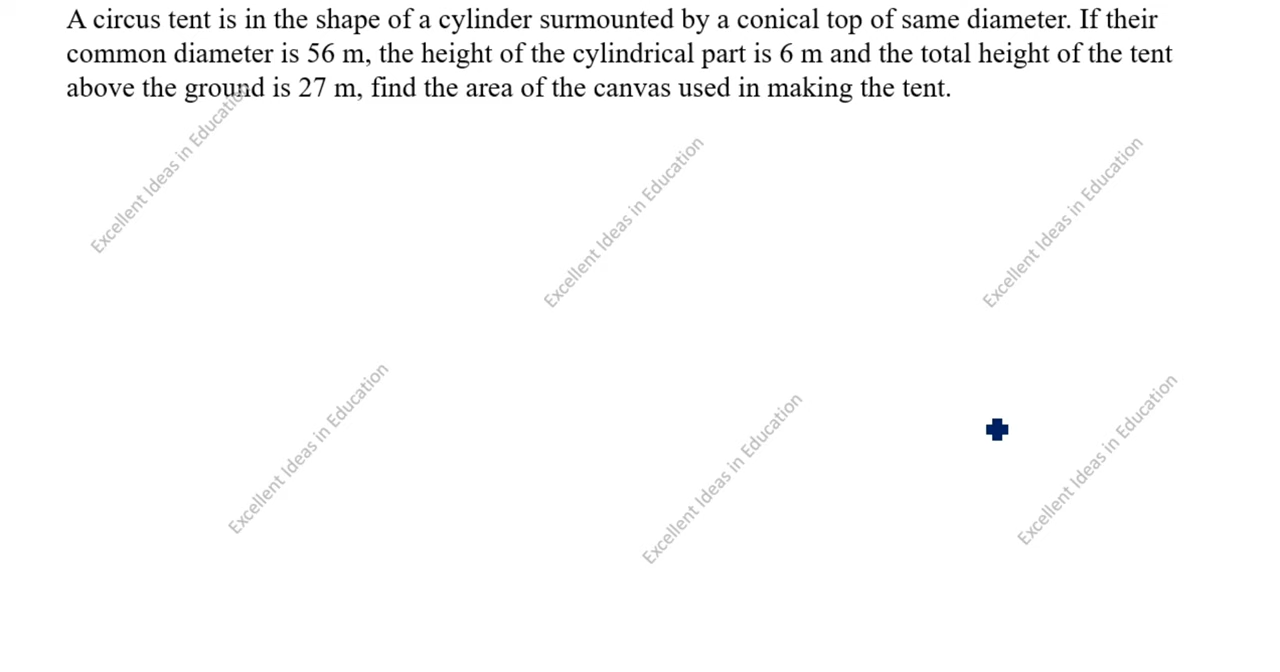 A circus tent is in the shape of a cylinder surmounted by a conical top of same diameter. If their
common diameter is 56 m, the height of the cylindrical part is 6 m and the total height of the tent
above the ground is 27 m, find the area of the canvas used in making the tent.
Excellent Ideas in Education
Excellent Ideas in Education
Excellent Ideas in Education
Excellent Ideas in Education
Excellent Ideas in Education
Excellent Ideas in Education